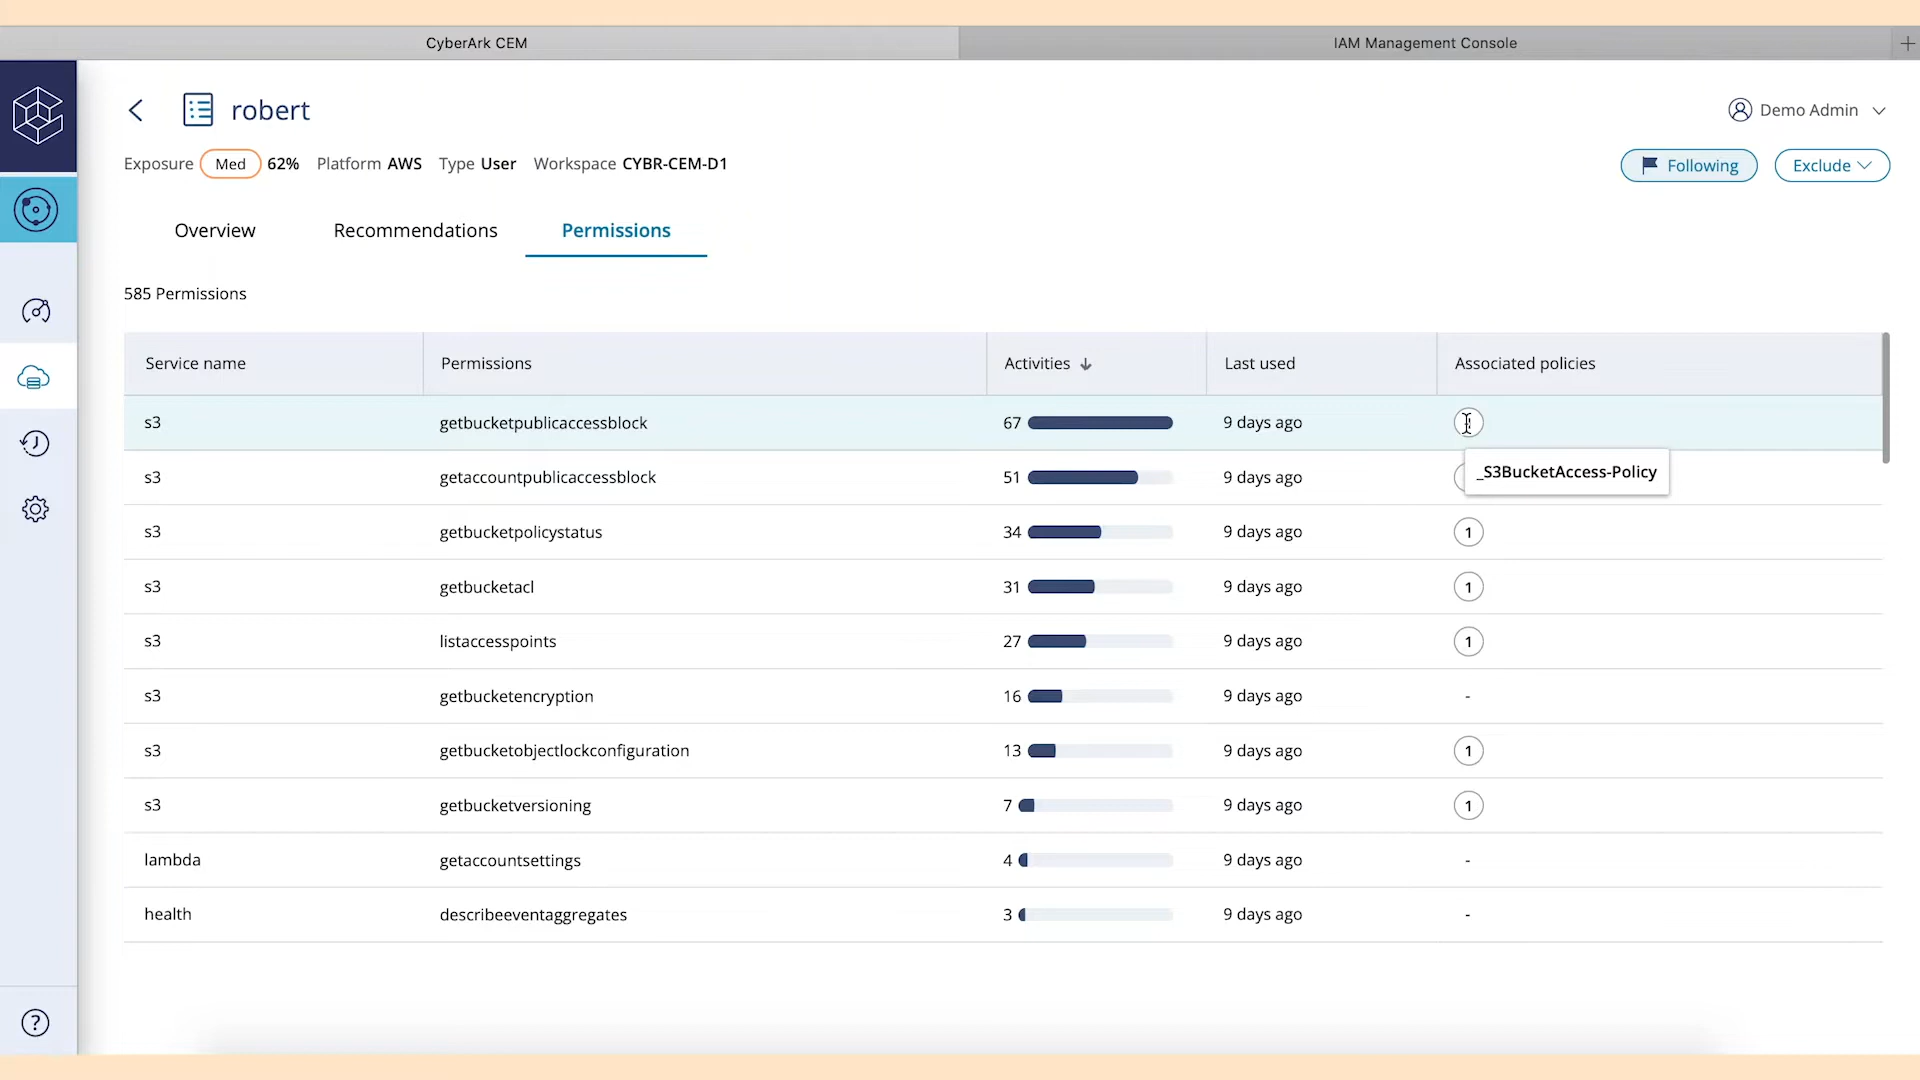 CyberArk CEM
IAM Management Console
robert
Demo Admin
Exposure Med 62% Platform AWS Type User Workspace CYBR-CEM-D1
Following
Exclude
Overview
Recommendations
Permissions
585 Permissions
Service name Permissions Activities Last used Associated policies
s3 getbucketpublicaccessblock 67 9 days ago
_S3BucketAccess-Policy
s3 getaccountpublicaccessblock 51 9 days ago
s3 getbucketpolicystatus 34 9 days ago 1
s3 getbucketacl 31 9 days ago 1
s3 listaccesspoints 27 9 days ago 1
s3 getbucketencryption 16 9 days ago -
s3 getbucketobjectlockconfiguration 13 9 days ago 1
s3 getbucketversioning 7 9 days ago 1
lambda getaccountsettings 4 9 days ago -
health describeeventaggregates 3 9 days ago -